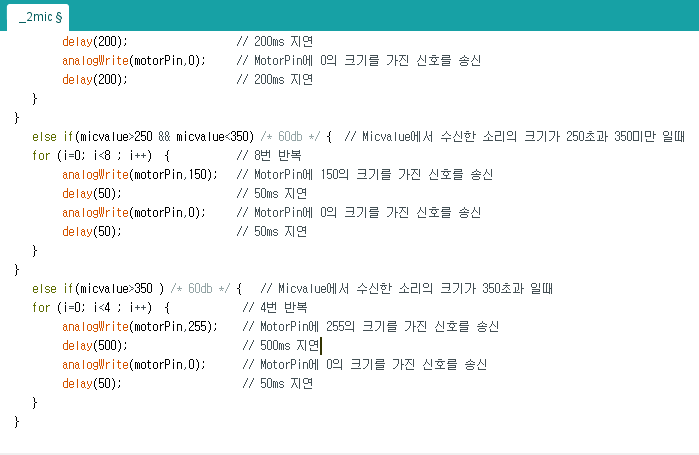 _2mic §
delay(200);                // 200ms 지연
analogWrite(motorPin,0);    // MotorPin에 0의 크기를 가진 신호를 송신
delay(200);                // 200ms 지연
}
}
else if(micvalue>250 && micvalue<350) /* 60db */ {  // Micvalue에서 수신한 소리의 크기가 250초과 350미만 일때
for (i=0; i<8 ; i++) {           // 8번 반복
analogWrite(motorPin,150);   // MotorPin에 150의 크기를 가진 신호를 송신
delay(50);                 // 50ms 지연
analogWrite(motorPin,0);    // MotorPin에 0의 크기를 가진 신호를 송신
delay(50);                 // 50ms 지연
}
}
else if(micvalue>350 ) /* 60db */ {   // Micvalue에서 수신한 소리의 크기가 350초과 일때
for (i=0; i<4 ; i++) {            // 4번 반복
analogWrite(motorPin,255);    // MotorPin에 255의 크기를 가진 신호를 송신
delay(500);                 // 500ms 지연
analogWrite(motorPin,0);     // MotorPin에 0의 크기를 가진 신호를 송신
delay(50);                  // 50ms 지연
}
}